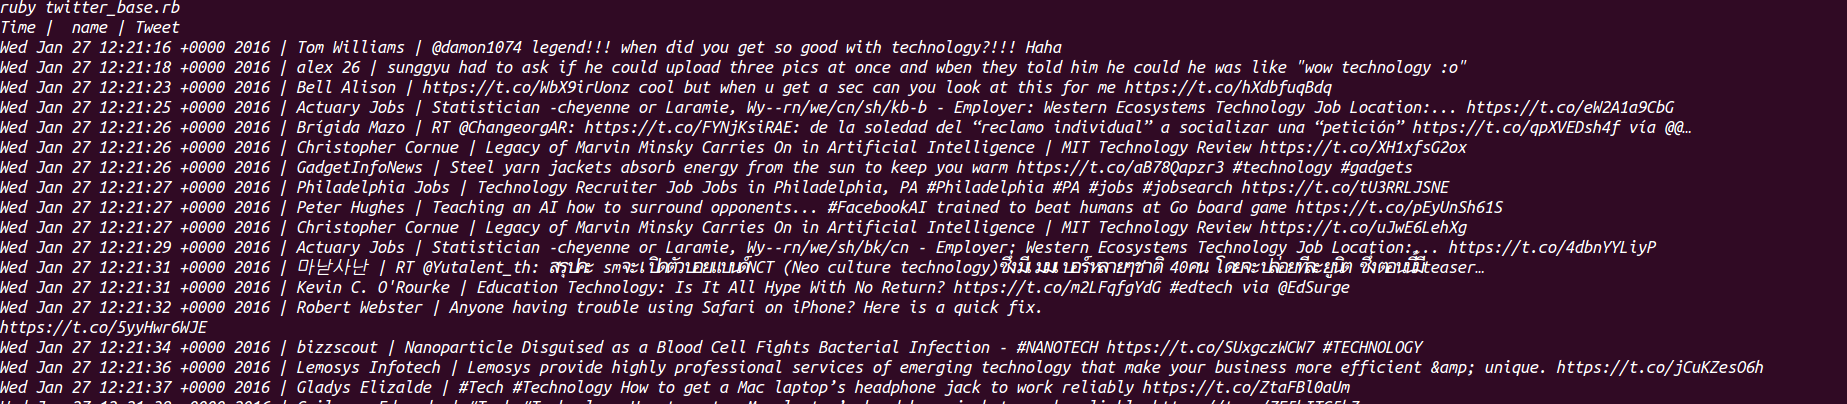 ruby twitter_base.rb
Time |  name | Tweet
Wed Jan 27 12:21:16 +0000 2016 | Tom Williams | @damon1074 legend!!! when did you get so good with technology?!!! Haha
Wed Jan 27 12:21:18 +0000 2016 | alex 26 | sunggyu had to ask if he could upload three pics at once and wben they told him he could he was like "wow technology :o"
Wed Jan 27 12:21:23 +0000 2016 | Bell Alison | https://t.co/WbX9irUonz cool but when u get a sec can you look at this for me https://t.co/hXdbfuqBdq
Wed Jan 27 12:21:25 +0000 2016 | Actuary Jobs | Statistician -cheyenne or Laramie, Wy--rn/we/cn/sh/kb-b - Employer: Western Ecosystems Technology Job Location:... https://t.co/eW2A1a9CbG
Wed Jan 27 12:21:26 +0000 2016 | Brígida Mazo | RT @ChangeorgAR: https://t.co/FYNjKsiRAE: de la soledad del “reclamo individual” a socializar una “petición” https://t.co/qpXVEDsh4f vía @@…
Wed Jan 27 12:21:26 +0000 2016 | Christopher Cornue | Legacy of Marvin Minsky Carries On in Artificial Intelligence | MIT Technology Review https://t.co/XH1xfsG2ox
Wed Jan 27 12:21:26 +0000 2016 | GadgetInfoNews | Steel yarn jackets absorb energy from the sun to keep you warm https://t.co/aB78Qapzr3 #technology #gadgets
Wed Jan 27 12:21:27 +0000 2016 | Philadelphia Jobs | Technology Recruiter Job Jobs in Philadelphia, PA #Philadelphia #PA #jobs #jobsearch https://t.co/tU3RRLJSNE
Wed Jan 27 12:21:27 +0000 2016 | Peter Hughes | Teaching an AI how to surround opponents... #FacebookAI trained to beat humans at Go board game https://t.co/pEyUnSh61S
Wed Jan 27 12:21:27 +0000 2016 | Christopher Cornue | Legacy of Marvin Minsky Carries On in Artificial Intelligence | MIT Technology Review https://t.co/uJwE6LehXg
Wed Jan 27 12:21:29 +0000 2016 | Actuary Jobs | Statistician -cheyenne or Laramie, Wy--rn/we/sh/bk/cn - Employer: Western Ecosystems Technology Job Location:... https://t.co/4dbnYYLiyP
Wed Jan 27 12:21:31 +0000 2016 | 마낟사난 | RT @Yutalent_th: สรุปคะ จะเปิดตัวบอยแบนด์ NCT (Neo culture technology) ซึ่งมี หลายๆชาติ 40คน โดยจะปล่อยทีละยูนิต ซึ่งตอนนี้มี teaser…
Wed Jan 27 12:21:31 +0000 2016 | Kevin C. O'Rourke | Education Technology: Is It All Hype With No Return? https://t.co/m2LFqfgYdG #edtech via @EdSurge
Wed Jan 27 12:21:32 +0000 2016 | Robert Webster | Anyone having trouble using Safari on iPhone? Here is a quick fix.
https://t.co/5yyHwr6WJE
Wed Jan 27 12:21:34 +0000 2016 | bizzscout | Nanoparticle Disguised as a Blood Cell Fights Bacterial Infection - #NANOTECH https://t.co/SUxgczWCW7 #TECHNOLOGY
Wed Jan 27 12:21:36 +0000 2016 | Lemosys Infotech | Lemosys provide highly professional services of emerging technology that make your business more efficient &amp; unique. https://t.co/jCuKZesO6h
Wed Jan 27 12:21:37 +0000 2016 | Gladys Elizalde | #Tech #Technology How to get a Mac laptop’s headphone jack to work reliably https://t.co/ZtaFBl0aUm